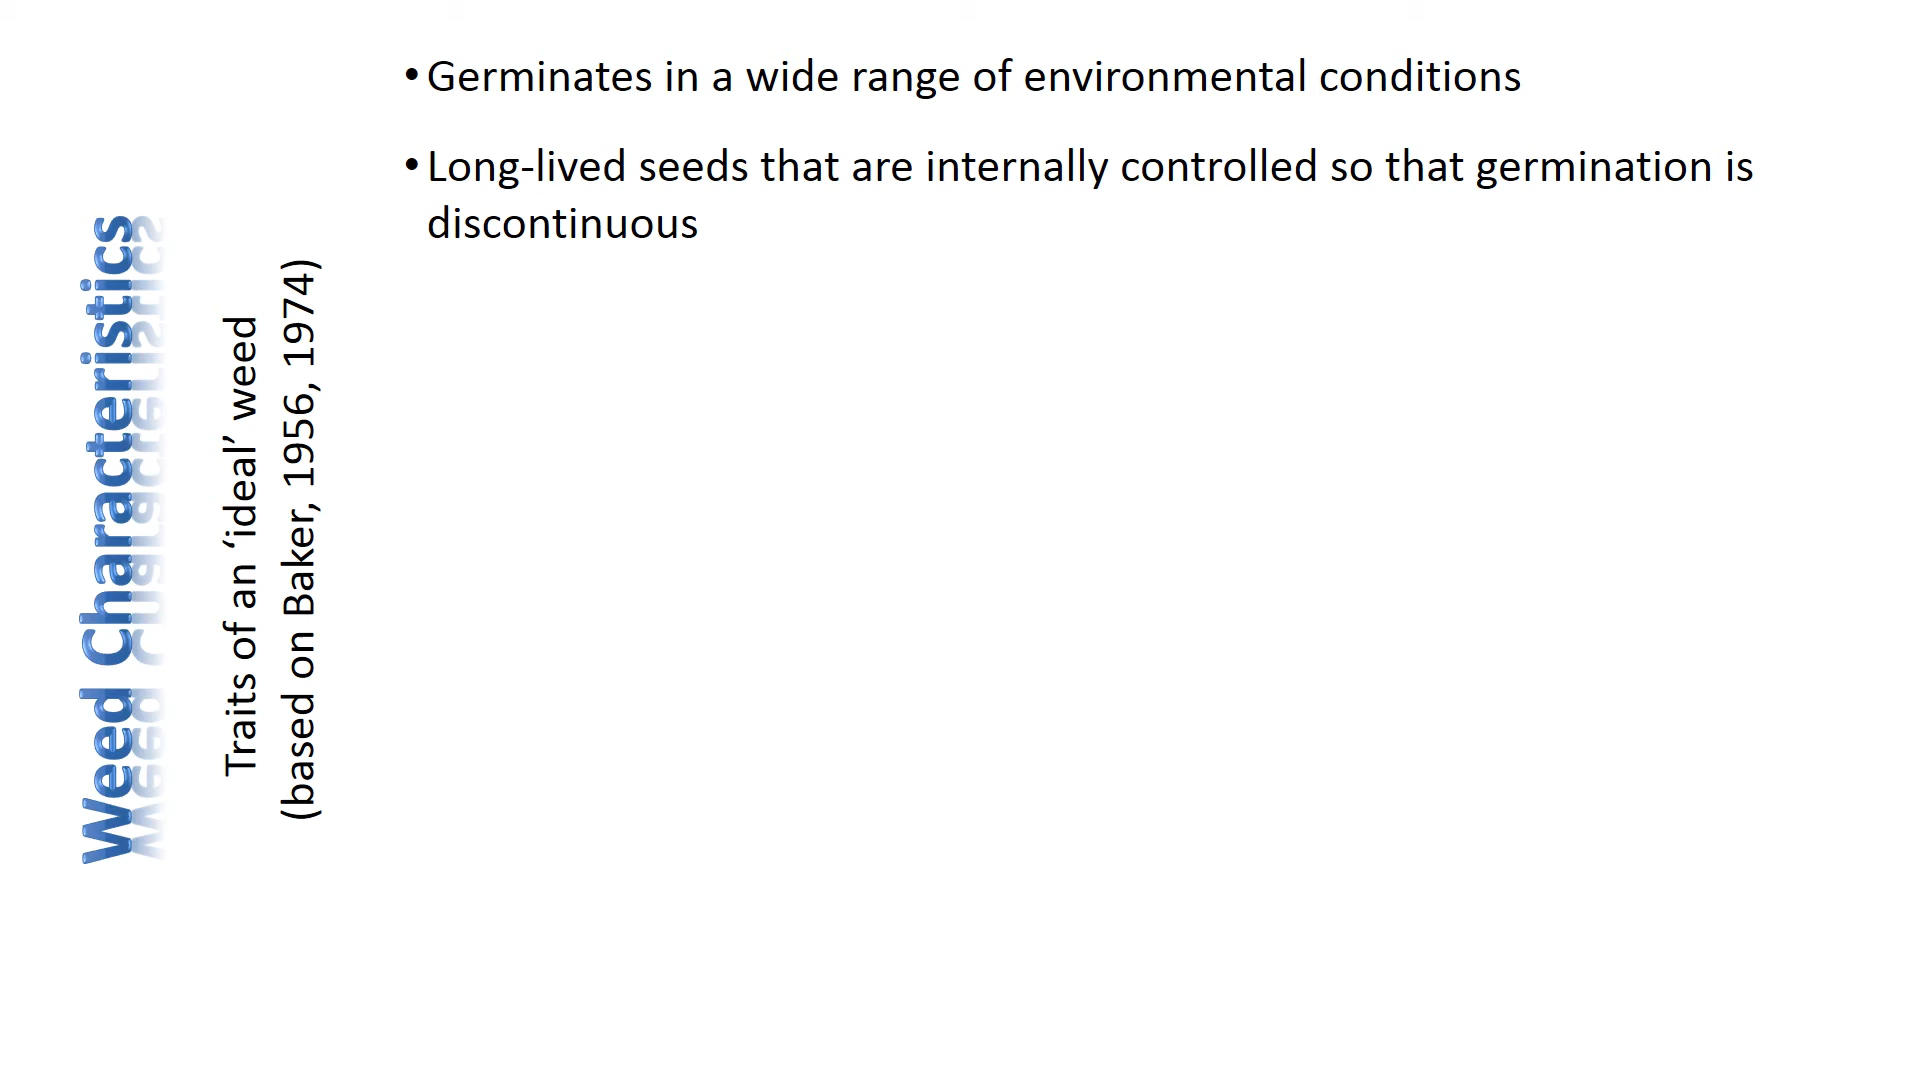 Weed Characteristics
Traits of an ‘ideal’ weed
(based on Baker, 1956, 1974)
•Germinates in a wide range of environmental conditions
•Long-lived seeds that are internally controlled so that germination is
discontinuous